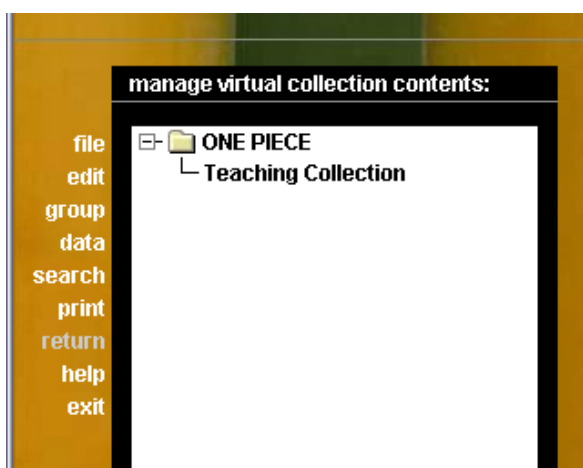 manage virtual collection contents:
file
edit
group
data
search
print
return
help
exit
ONE PIECE
Teaching Collection